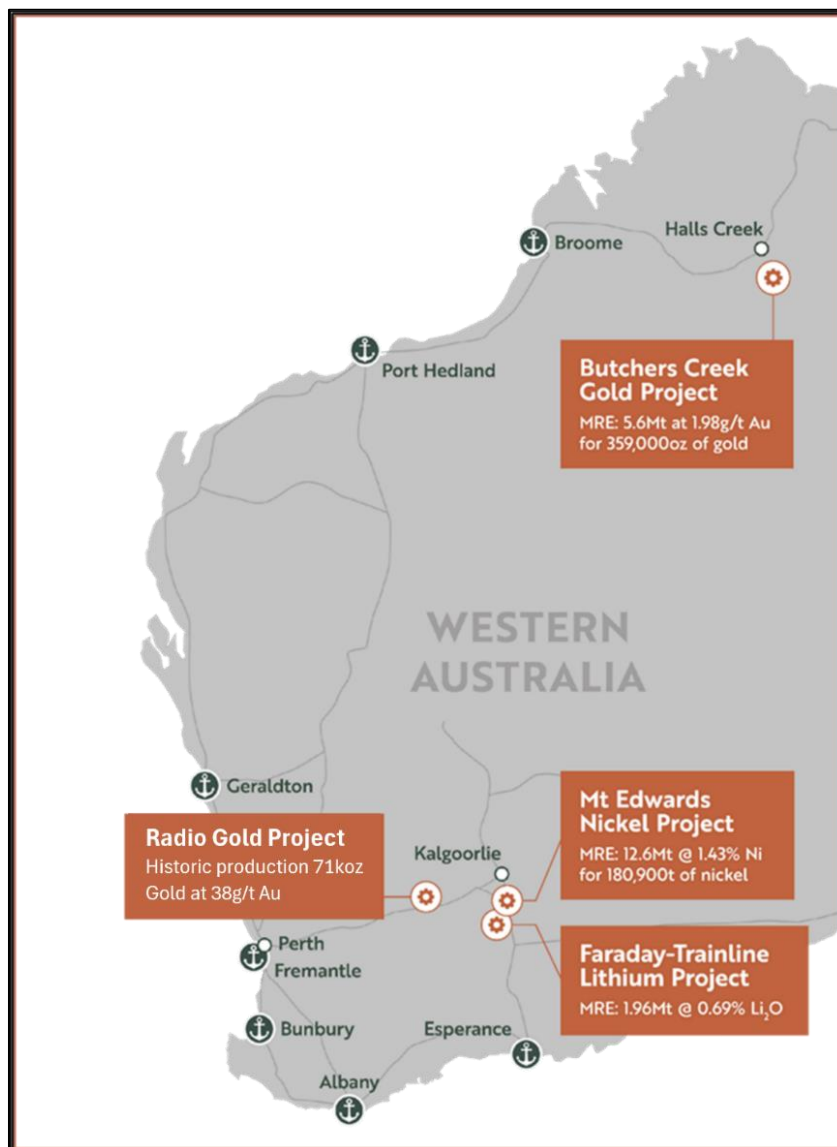 Broome
Halls Creek
Port Hedland
Butchers Creek
Gold Project
MRE: 5.6Mt at 1.98g/t Au
for 359,000oz of gold
WESTERN
AUSTRALIA
Geraldton
Radio Gold Project
Historic production 71koz
Gold at 38g/t Au
Kalgoorlie
Mt Edwards
Nickel Project
MRE: 12.6Mt @ 1.43% Ni
for 180,900t of nickel
Perth
Fremantle
Faraday-Trainline
Lithium Project
MRE: 1.96Mt @ 0.69% Li₂O
Bunbury
Esperance
Albany